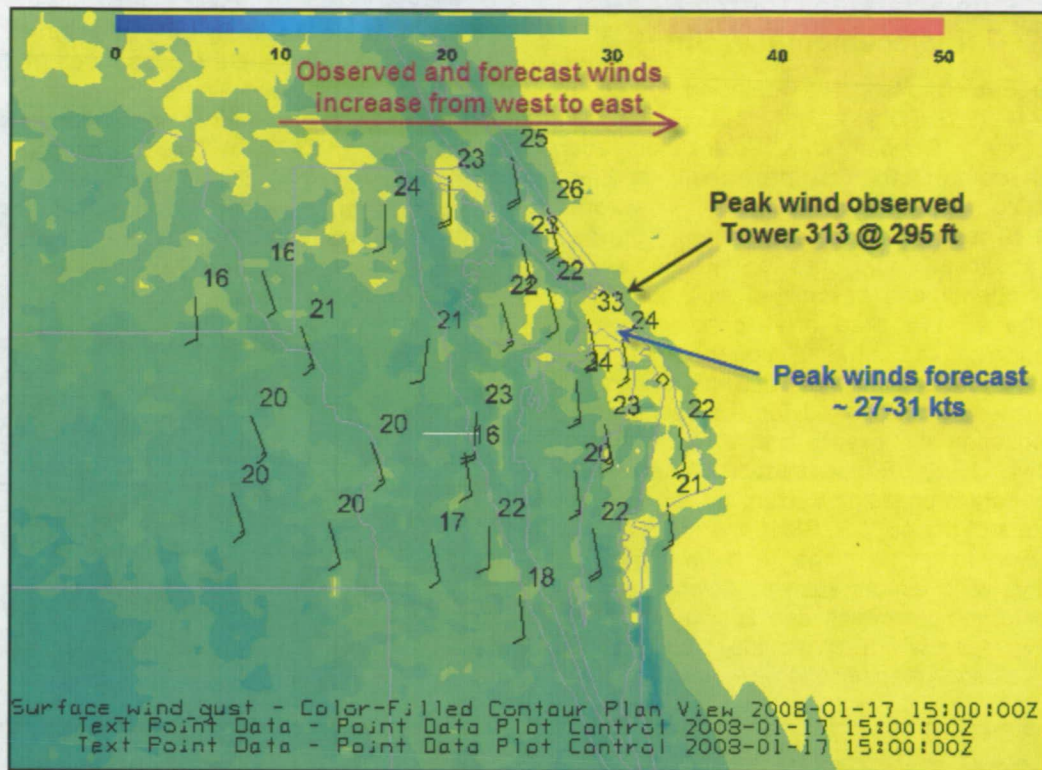 0 10 20 30 40 50
Observed and forecast winds
increase from west to east
25
23
24
26
Peak wind observed
Tower 313 @ 295 ft
23
16
22
16
22
33
21
21
24
24
Peak winds forecast
~ 27-31 kts
20
23
23
22
20
6
20
20
21
20
17
22
22
18
Surface wind gust - Color-Filled Contour Plan View 2008-01-17 15:00:00Z
Text Point Data - Point Data Plot Control 2008-01-17 15:00:00Z
Text Point Data - Point Data Plot Control 2008-01-17 15:00:00Z